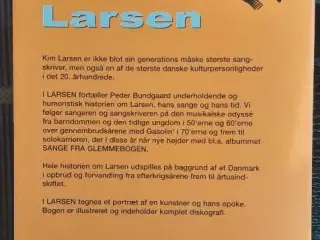 Larsen
Kim Larsen er ikke blot sin generations måske største sang-
skriver, men også en af de største danske kulturpersonligheder
i det 20. århundrede.
I LARSEN fortæller Peder Bundgaard underholdende og
humoristisk historien om Larsen, hans sange og hans tid. Vi
følger sangeren og sangskriveren på den musikalske odyssé
fra barndommen og den tidlige ungdom i 50'erne og 60'erne
over gennembrudsårene med Gasolin' i 70'erne og frem til
solokarrieren, der i disse år når nye højder med bl.a. albummet
SANGE FRA GLEMMEBOGEN.
Hele historien om Larsen udspilles på baggrund af et Danmark
i opbrud og forvandling fra efterkrigsårene frem til årtusind-
skiftet.
I LARSEN tegnes et portræt af en kunstner og hans epoke.
Bogen er illustreret og indeholder komplet diskografi.